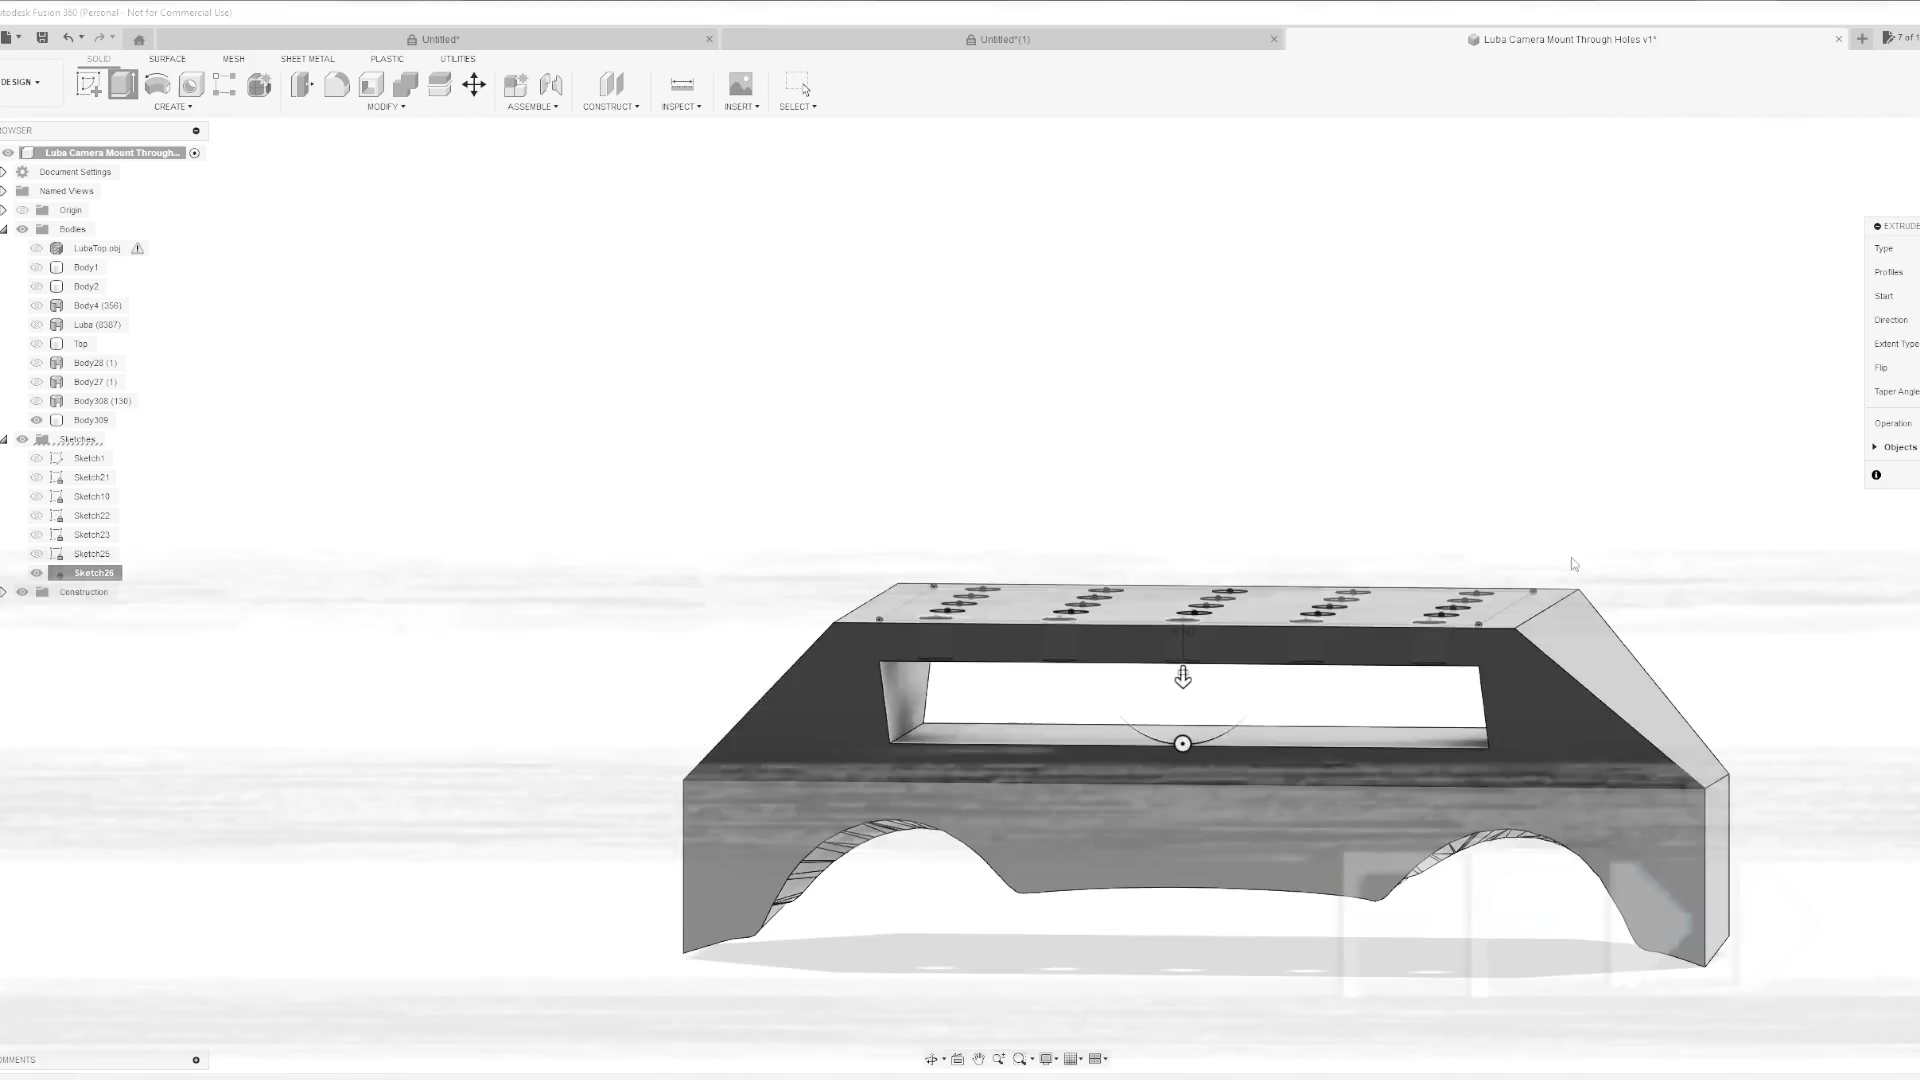 utodesk Fusion 360 (Personal - Not for Commercial Use)
Untitled*
Untitled*(1)
Luba Camera Mount Through Holes v1*
7 of 1
SOLID
SURFACE
MESH
SHEET METAL
PLASTIC
UTILITIES
DESIGN
CREATE
MODIFY
ASSEMBLE
CONSTRUCT
INSPECT
INSERT
SELECT
ROWSER
Luba Camera Mount Through...
Document Settings
Named Views
Origin
Bodies
LubaTop.obj
Body1
Body2
Body4 (356)
Luba (8387)
Top
Body28 (1)
Body27 (1)
Body308 (130)
Body309
Sketches
Sketch1
Sketch21
Sketch10
Sketch22
Sketch23
Sketch25
Sketch26
Construction
EXTRUDE
Type
Profiles
Start
Direction
Extent Type
Flip
Taper Angle
Operation
Objects
OMMENTS